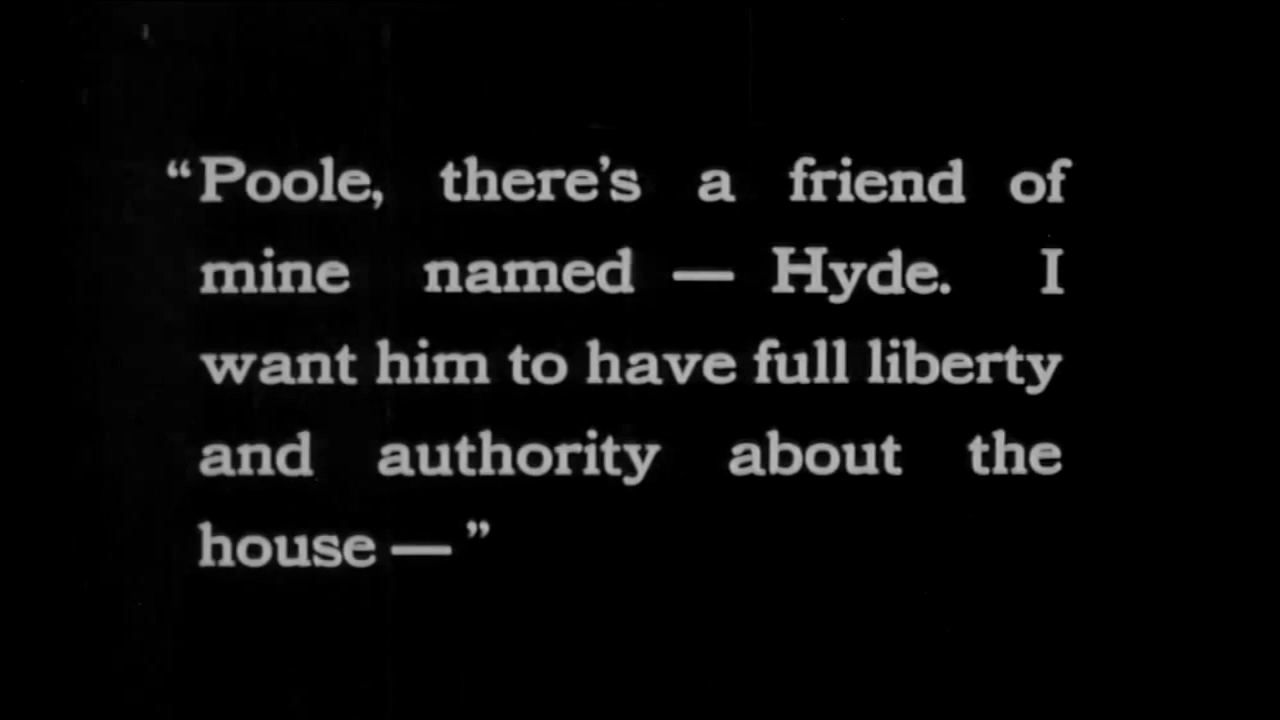 “Poole, there’s a friend of
mine named — Hyde. I
want him to have full liberty
and authority about the
house — ”